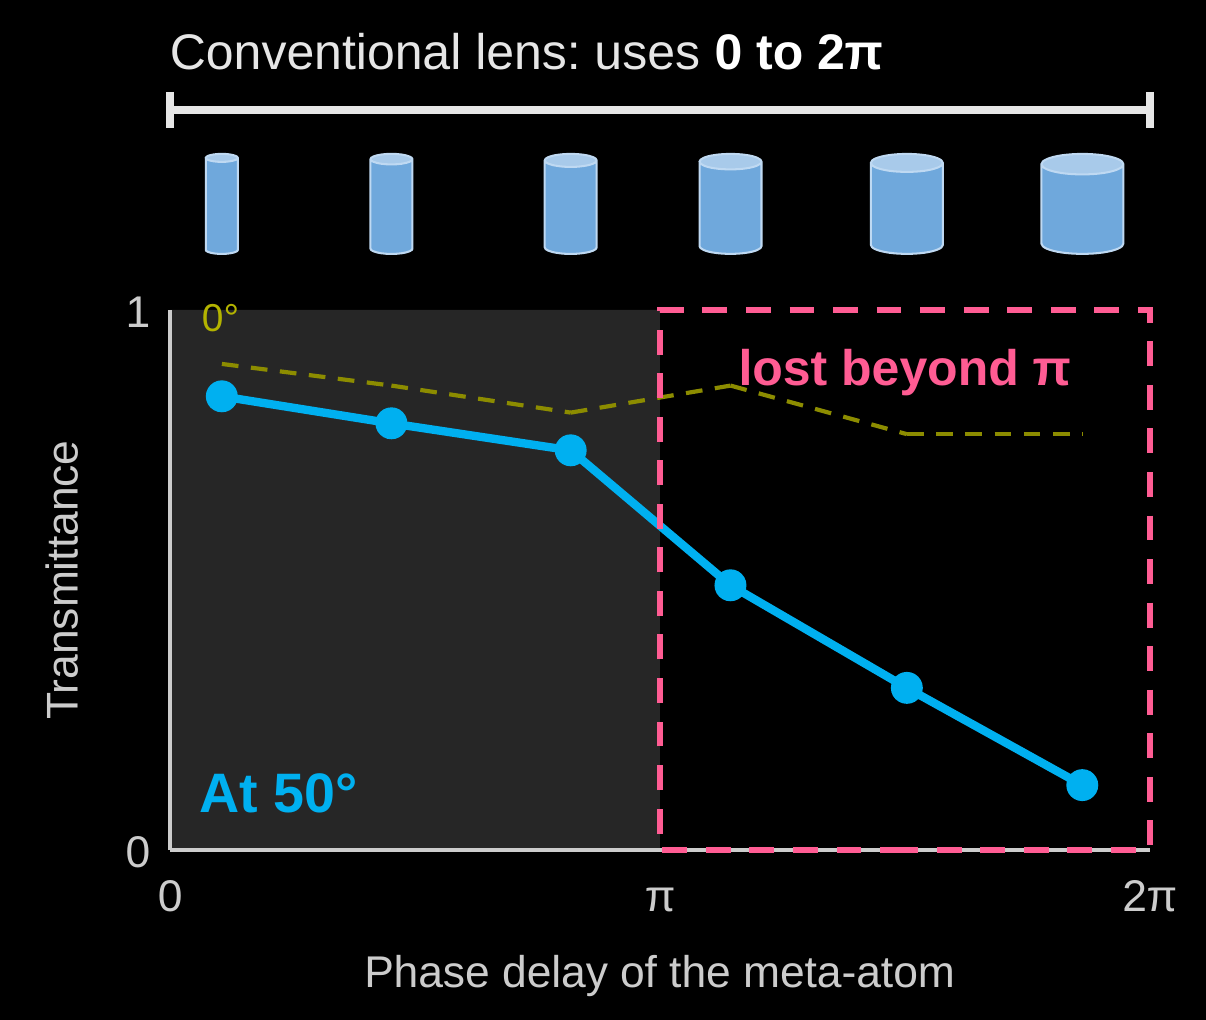 Conventional lens: uses 0 to 2π
1
0°
lost beyond π
Transmittance
At 50°
0
0
π
2π
Phase delay of the meta-atom